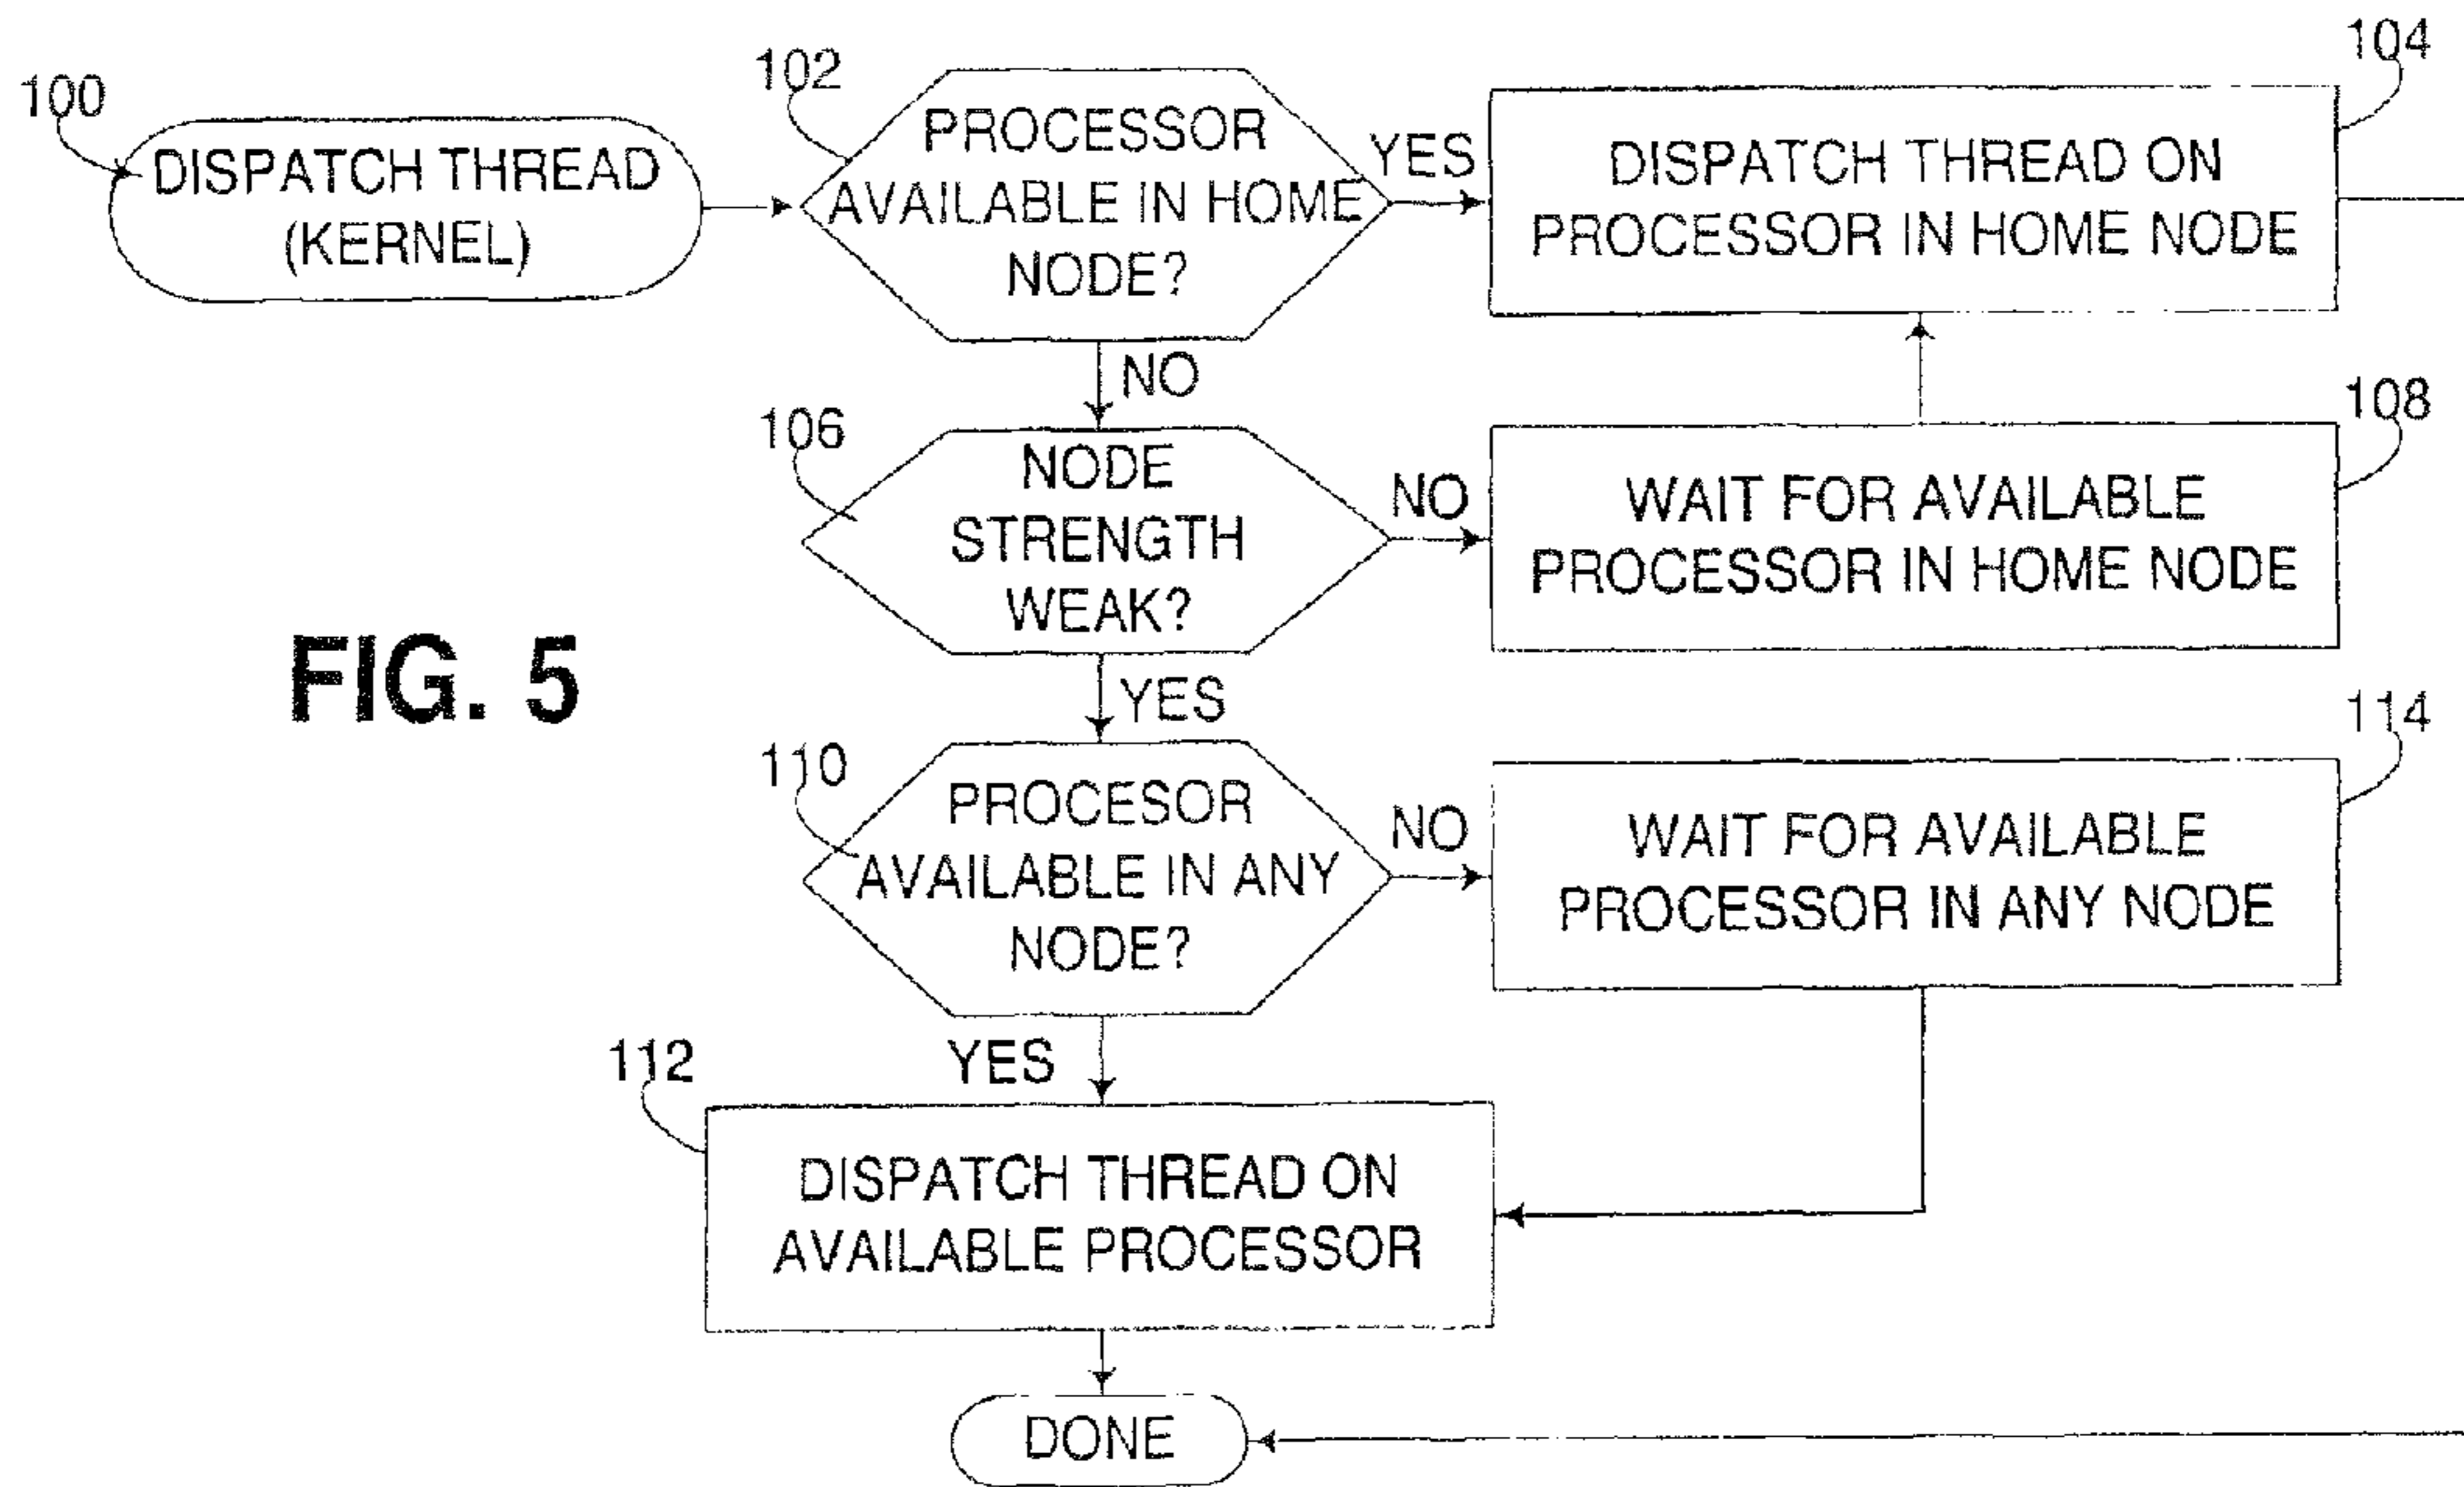 100
DISPATCH THREAD
(KERNEL)
102
PROCESSOR
AVAILABLE IN HOME
NODE?
YES
104
DISPATCH THREAD ON
PROCESSOR IN HOME NODE
NO
106
NODE
STRENGTH
WEAK?
NO
108
WAIT FOR AVAILABLE
PROCESSOR IN HOME NODE
FIG. 5
YES
110
PROCESOR
AVAILABLE IN ANY
NODE?
NO
114
WAIT FOR AVAILABLE
PROCESSOR IN ANY NODE
YES
112
DISPATCH THREAD ON
AVAILABLE PROCESSOR
DONE